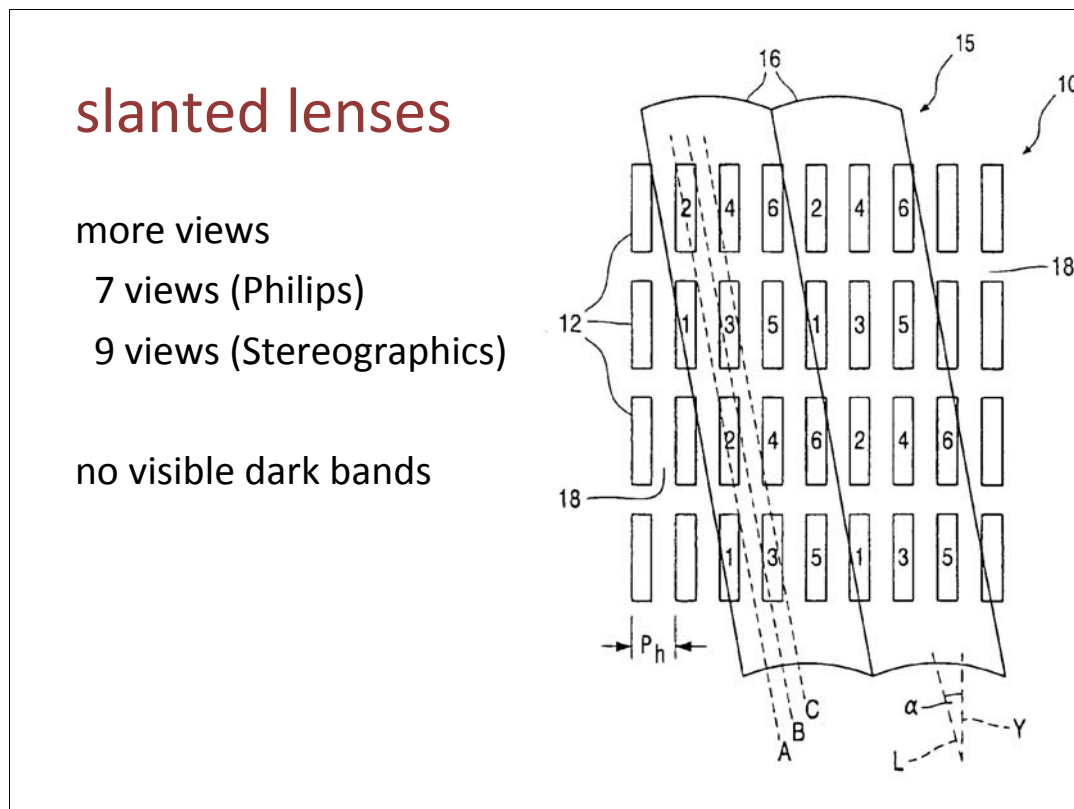 slanted lenses
more views
7 views (Philips)
9 views (Stereographics)
no visible dark bands
16
15
10
2 4 6 2 4 6
18
12
1 3 5 1 3 5
2 4 6 2 4 6
18
1 3 5 1 3 5
Ph
C
B
A
α
Y
L